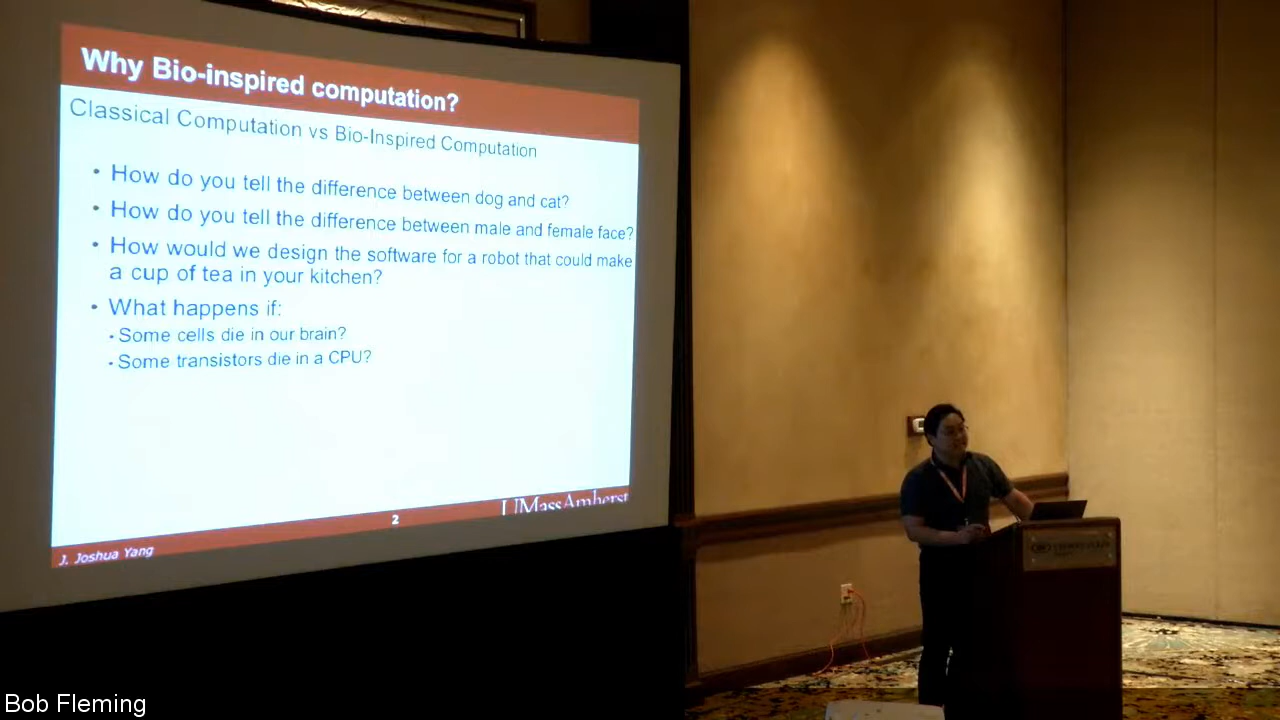 Why Bio-inspired computation?
Classical Computation vs Bio-Inspired Computation
• How do you tell the difference between dog and cat?
• How do you tell the difference between male and female face?
• How would we design the software for a robot that could make
a cup of tea in your kitchen?
• What happens if:
• Some cells die in our brain?
• Some transistors die in a CPU?
J. Joshua Yang
2
UMassAmherst
Bob Fleming